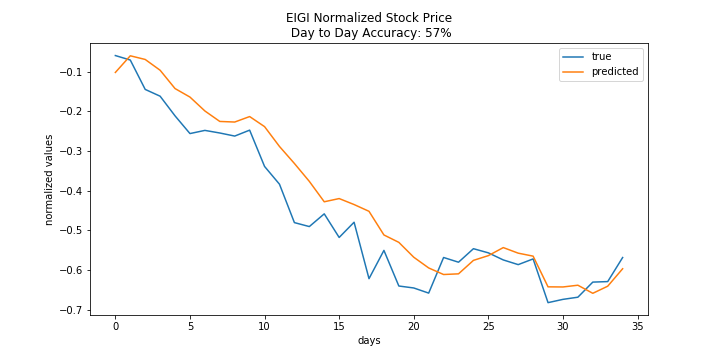 EIGI Normalized Stock Price
Day to Day Accuracy: 57%
true
predicted
normalized values
−0.1
−0.2
−0.3
−0.4
−0.5
−0.6
−0.7
0
5
10
15
20
25
30
35
days